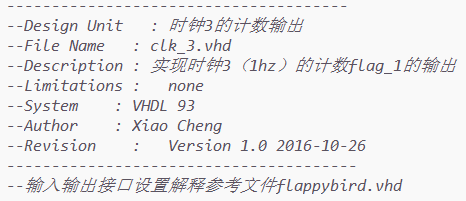 --------------------------------------
--Design Unit   : 时钟3的计数输出
--File Name   : clk_3.vhd
--Description : 实现时钟3（1hz）的计数flag_1的输出
--Limitations :   none
--System    : VHDL 93
--Author    : Xiao Cheng
--Revision    :   Version 1.0 2016-10-26
---------------------------------------
--输入输出接口设置解释参考文件flappybird.vhd